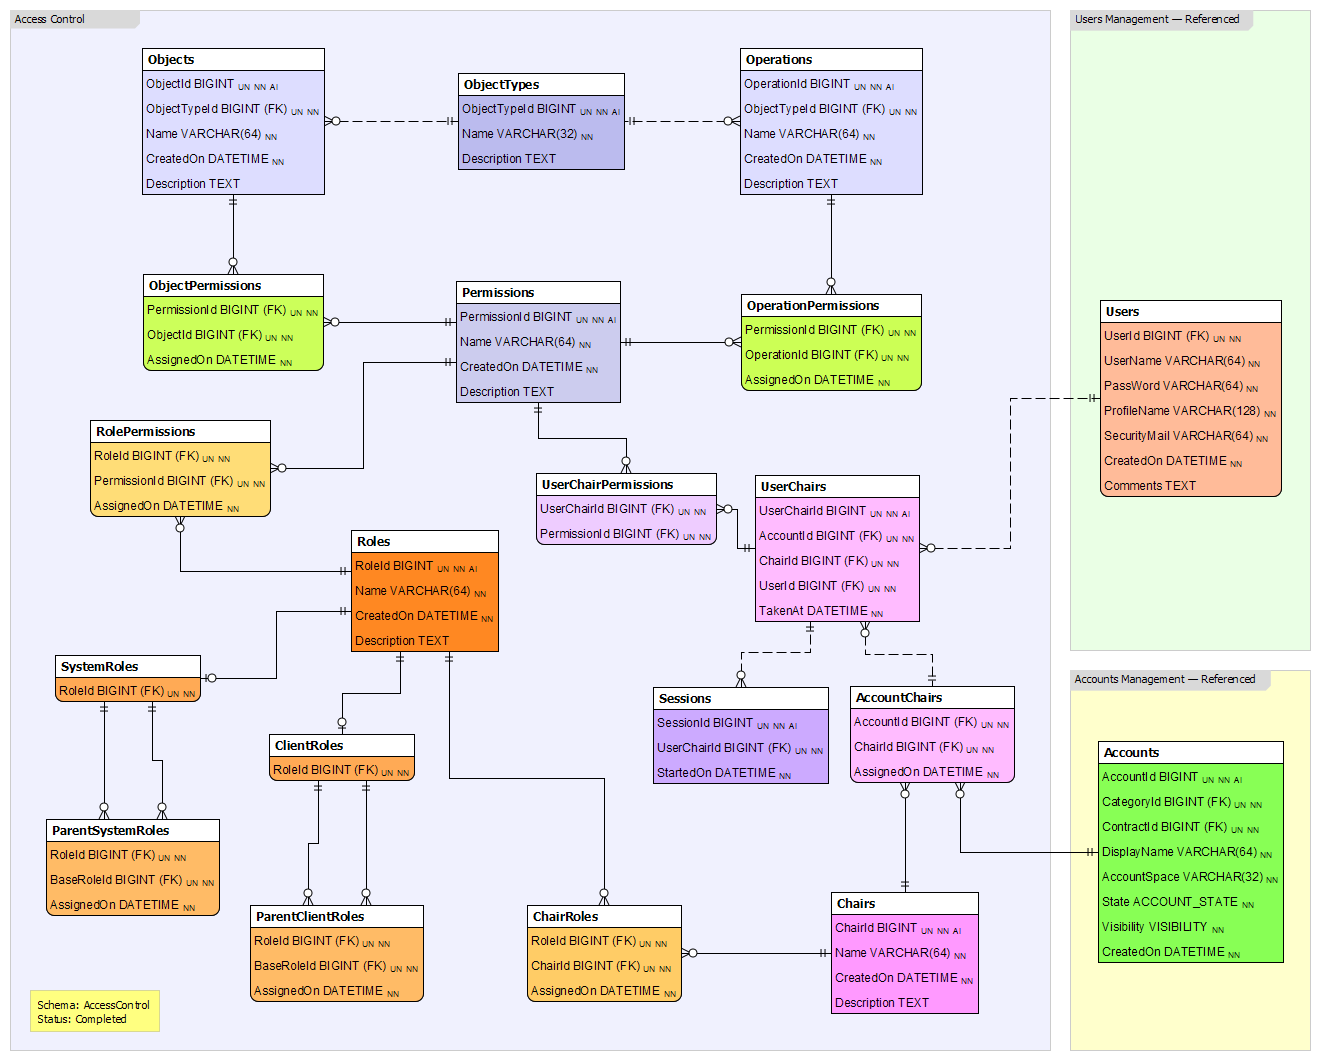 Access Control
Users Management — Referenced
Objects
ObjectId BIGINT UN NN AI
ObjectTypeId BIGINT (FK) UN NN
Name VARCHAR(64) NN
CreatedOn DATETIME NN
Description TEXT
ObjectTypes
ObjectTypeId BIGINT UN NN AI
Name VARCHAR(32) NN
Description TEXT
Operations
OperationId BIGINT UN NN AI
ObjectTypeId BIGINT (FK) UN NN
Name VARCHAR(64) NN
CreatedOn DATETIME NN
Description TEXT
ObjectPermissions
PermissionId BIGINT (FK) UN NN
ObjectId BIGINT (FK) UN NN
AssignedOn DATETIME NN
Permissions
PermissionId BIGINT UN NN AI
Name VARCHAR(64) NN
CreatedOn DATETIME NN
Description TEXT
OperationPermissions
PermissionId BIGINT (FK) UN NN
OperationId BIGINT (FK) UN NN
AssignedOn DATETIME NN
Users
UserId BIGINT (FK) UN NN
UserName VARCHAR(64) NN
PassWord VARCHAR(64) NN
ProfileName VARCHAR(128) NN
SecurityMail VARCHAR(64) NN
CreatedOn DATETIME NN
Comments TEXT
RolePermissions
RoleId BIGINT (FK) UN NN
PermissionId BIGINT (FK) UN NN
AssignedOn DATETIME NN
UserChairPermissions
UserChairId BIGINT (FK) UN NN
PermissionId BIGINT (FK) UN NN
UserChairs
UserChairId BIGINT UN NN AI
AccountId BIGINT (FK) UN NN
ChairId BIGINT (FK) UN NN
UserId BIGINT (FK) UN NN
TakenAt DATETIME NN
Roles
RoleId BIGINT UN NN AI
Name VARCHAR(64) NN
CreatedOn DATETIME NN
Description TEXT
SystemRoles
RoleId BIGINT (FK) UN NN
Sessions
SessionId BIGINT UN NN AI
UserChairId BIGINT (FK) UN NN
StartedOn DATETIME NN
AccountChairs
AccountId BIGINT (FK) UN NN
ChairId BIGINT (FK) UN NN
AssignedOn DATETIME NN
Accounts Management — Referenced
Accounts
AccountId BIGINT UN NN AI
CategoryId BIGINT (FK) UN NN
ContractId BIGINT (FK) UN NN
DisplayName VARCHAR(64) NN
AccountSpace VARCHAR(32) NN
State ACCOUNT_STATE NN
Visibility VISIBILITY NN
CreatedOn DATETIME NN
ClientRoles
RoleId BIGINT (FK) UN NN
ParentSystemRoles
RoleId BIGINT (FK) UN NN
BaseRoleId BIGINT (FK) UN NN
AssignedOn DATETIME NN
ParentClientRoles
RoleId BIGINT (FK) UN NN
BaseRoleId BIGINT (FK) UN NN
AssignedOn DATETIME NN
ChairRoles
RoleId BIGINT (FK) UN NN
ChairId BIGINT (FK) UN NN
AssignedOn DATETIME NN
Chairs
ChairId BIGINT UN NN AI
Name VARCHAR(64) NN
CreatedOn DATETIME NN
Description TEXT
Schema: AccessControl
Status: Completed